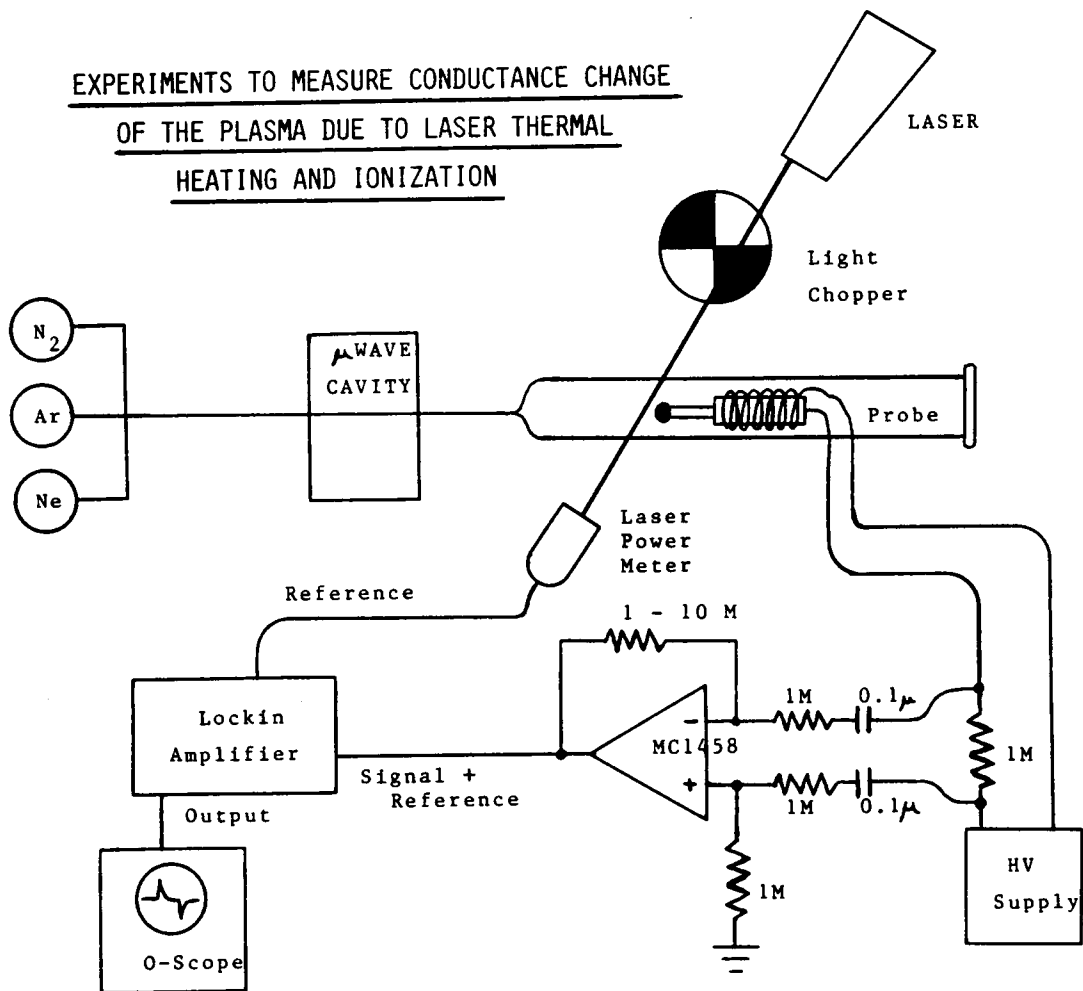 EXPERIMENTS TO MEASURE CONDUCTANCE CHANGE
OF THE PLASMA DUE TO LASER THERMAL
HEATING AND IONIZATION
LASER
Light
Chopper
N2
Ar
Ne
μWAVE
CAVITY
Probe
Laser
Power
Meter
Reference
1 - 10 M
Lockin
Amplifier
Signal +
Reference
Output
O-Scope
-
MC1458
+
1M
0.1μ
1M
0.1μ
1M
1M
HV
Supply